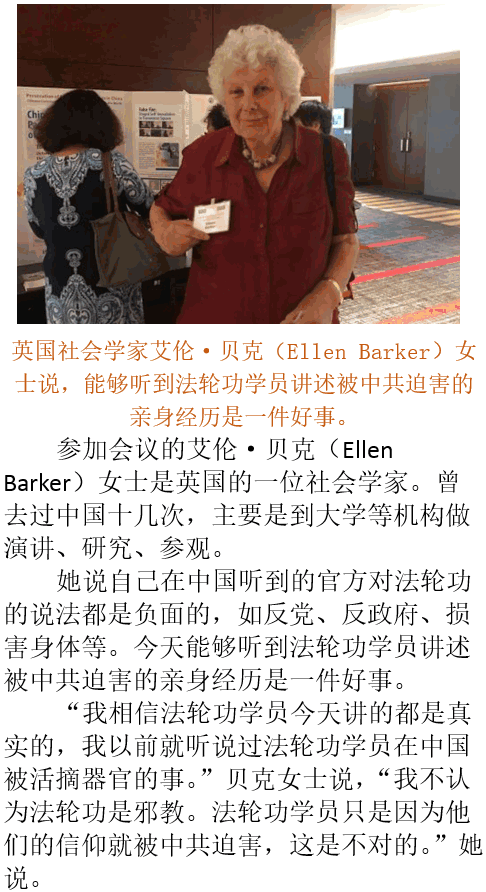 英国社会学家艾伦·贝克（Ellen Barker）女
士说，能够听到法轮功学员讲述被中共迫害的
亲身经历是一件好事。
参加会议的艾伦·贝克（Ellen
Barker）女士是英国的一位社会学家。曾
去过中国十几次，主要是到大学等机构做
演讲、研究、参观。
她说自己在中国听到的官方对法轮功
的说法都是负面的，如反党、反政府、损
害身体等。今天能够听到法轮功学员讲述
被中共迫害的亲身经历是一件好事。
“我相信法轮功学员今天讲的都是真
实的，我以前就听说过法轮功学员在中国
被活摘器官的事。”贝克女士说，“我不认
为法轮功是邪教。法轮功学员只是因为他
们的信仰就被中共迫害，这是不对的。”她
说。